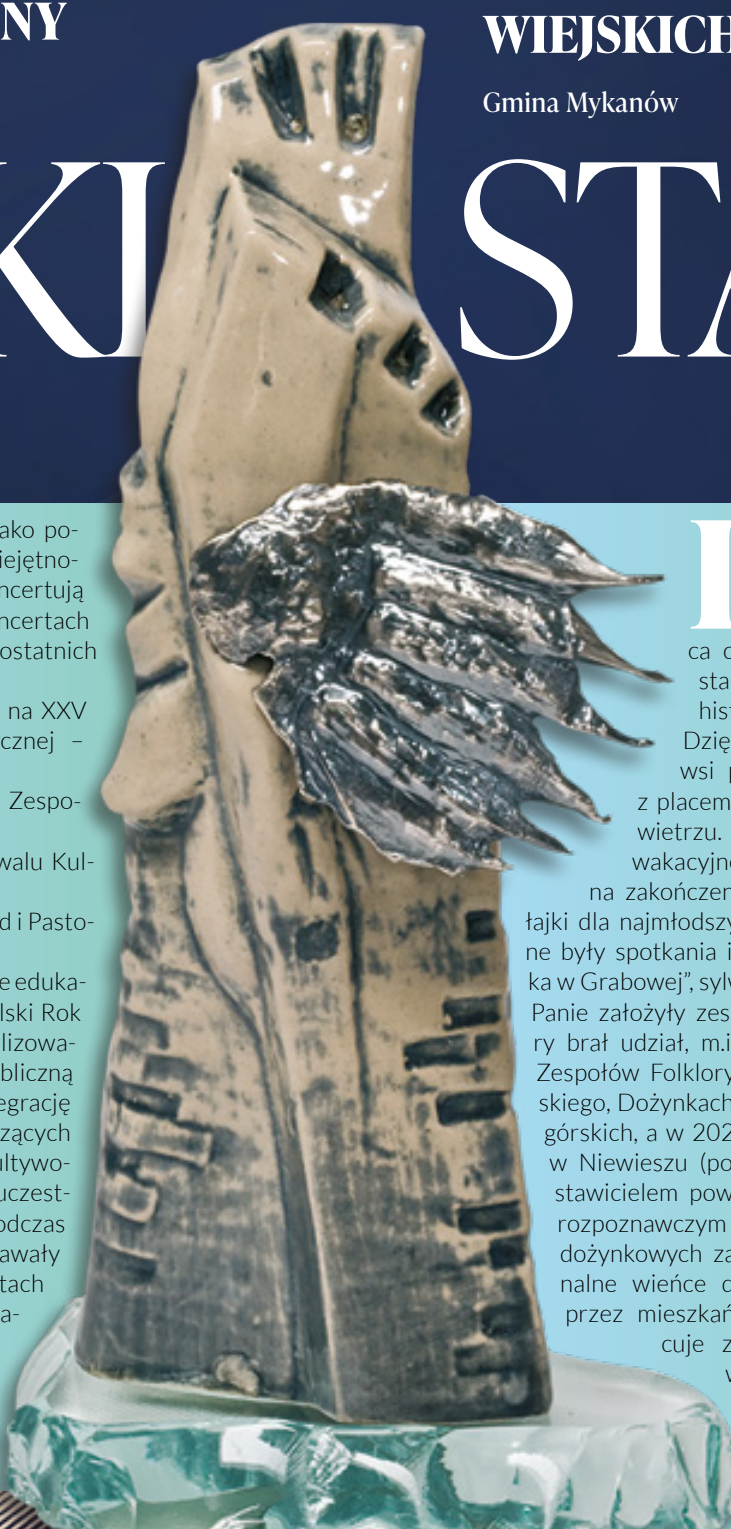 NY
WIEJSKICH
Gmina Mykanów
KI STA
ako po-
iejętno-
ncertują
ncertach
ostatnich
na XXV
cznej –
Zespo-
walu Kul-
d i Pasto-
e eduka-
lski Rok
lizowa-
bliczną
egrację
zących
ultywo-
uczest-
odczas
awały
tach
a-
ca
sta
hist
Dzię
wsi p
z placem
wietrzu.
wakacyjne
na zakończen
łajki dla najmłodszy
ne były spotkania i
ka w Grabowej”, sylw
Panie założyły zes
ry brał udział, m.i
Zespołów Folklory
skiego, Dożynkach
górskich, a w 202
w Niewieszu (po
stawicielem pow
rozpoznawczym
dożynkowych za
nalne wieńce d
przez mieszkań
cuje z